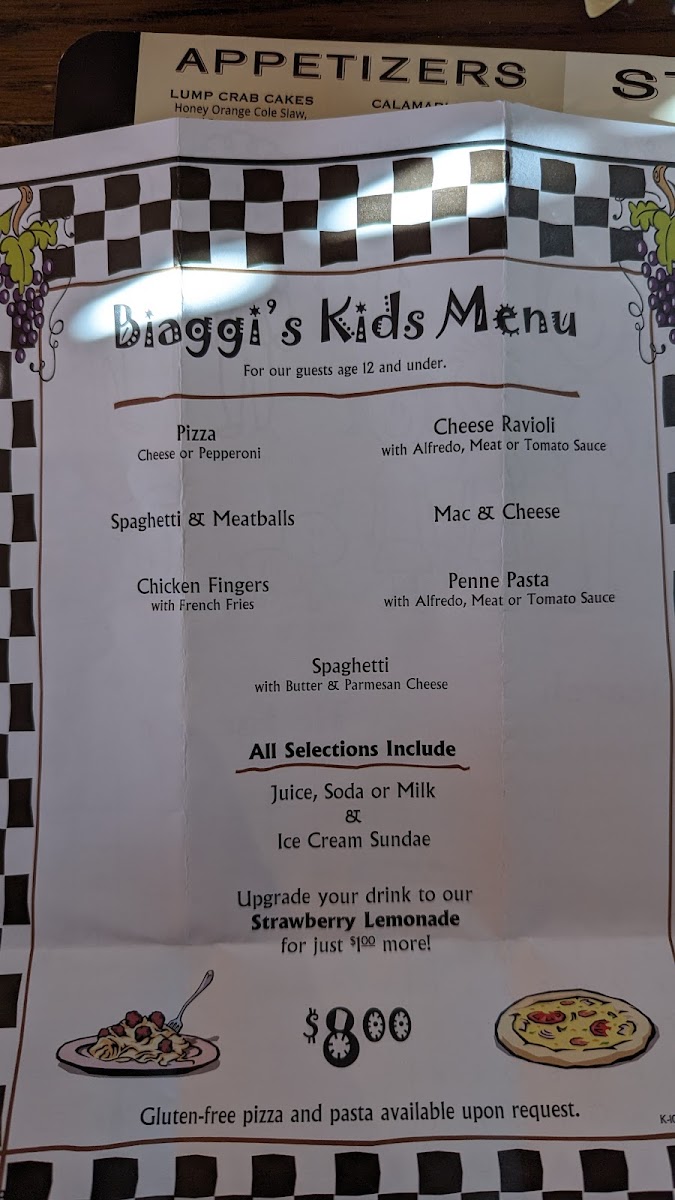 APPETIZERS
LUMP CRAB CAKES
Honey Orange Cole Slaw,
Biaggi's Kids Menu
For our guests age 12 and under.
Pizza
Cheese or Pepperoni
Cheese Ravioli
with Alfredo, Meat or Tomato Sauce
Spaghetti & Meatballs
Mac & Cheese
Chicken Fingers
with French Fries
Penne Pasta
with Alfredo, Meat or Tomato Sauce
Spaghetti
with Butter & Parmesan Cheese
All Selections Include
Juice, Soda or Milk
&
Ice Cream Sundae
Upgrade your drink to our
Strawberry Lemonade
for just $1.00 more!
$8.00
Gluten-free pizza and pasta available upon request.